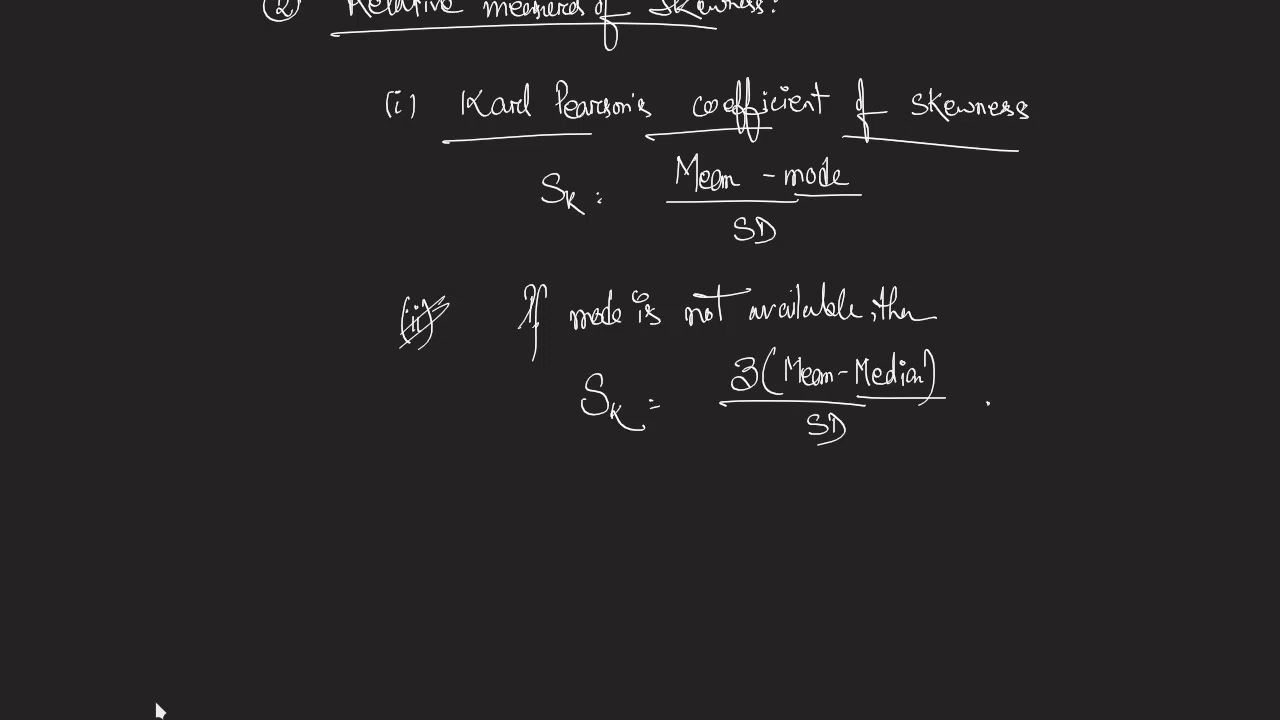 ② Relative measures of Skewness:
(i) Karl Pearson's coefficient of skewness
Sk = Mean - mode
SD
(ii) If mode is not available, then
Sk = 3(Mean - Median)
SD